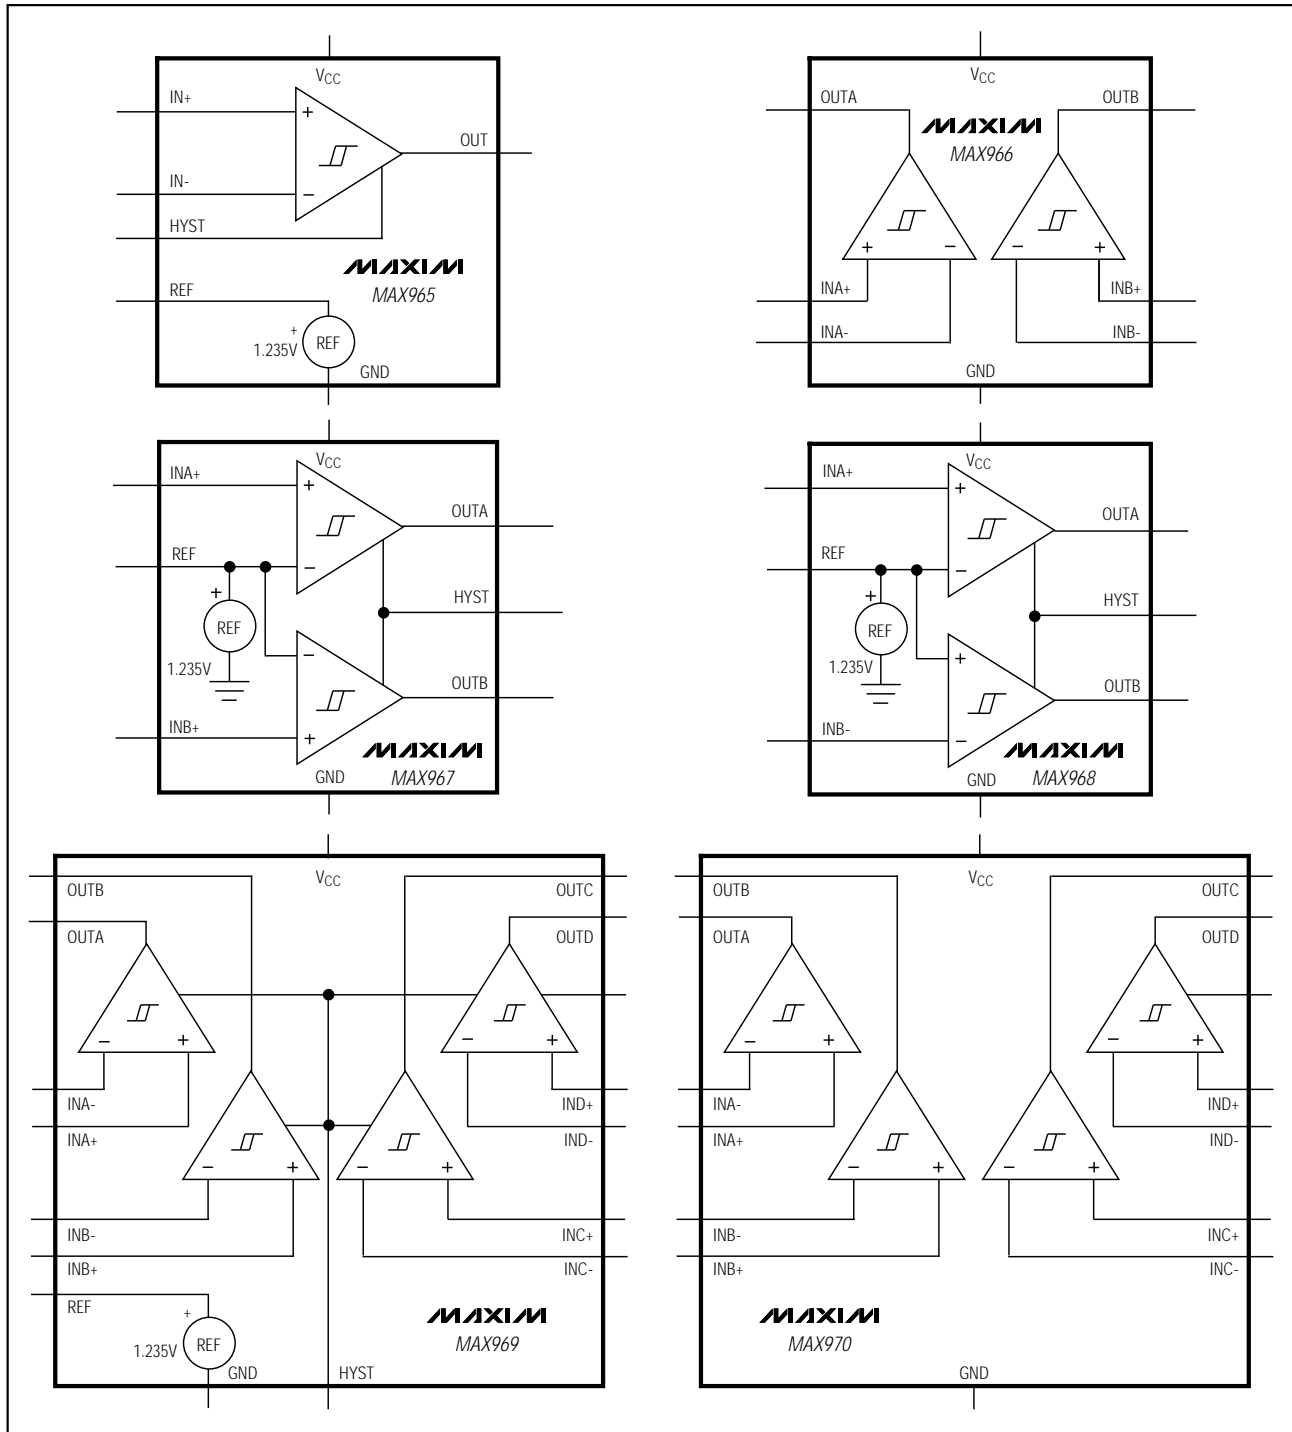 VCC
IN+
+
OUT
IN-
−
HYST
MAXIM
MAX965
REF
+
REF
1.235V
GND
VCC
OUTA
OUTB
MAXIM
MAX966
+
−
−
+
INA+
INB+
INA-
INB-
GND
VCC
INA+
+
OUTA
REF
−
+
HYST
REF
−
1.235V
OUTB
INB+
+
MAXIM
GND
MAX967
VCC
INA+
+
OUTA
REF
−
+
HYST
REF
+
1.235V
OUTB
INB-
−
MAXIM
GND
MAX968
VCC
OUTB
OUTC
OUTA
OUTD
−
+
−
+
INA-
IND+
INA+
IND-
−
+
−
+
INB-
INC+
INB+
INC-
REF
+
MAXIM
REF
MAX969
1.235V
GND
HYST
VCC
OUTB
OUTC
OUTA
OUTD
−
+
−
+
INA-
IND+
INA+
IND-
−
+
−
+
INB-
INC+
INB+
INC-
MAXIM
MAX970
GND